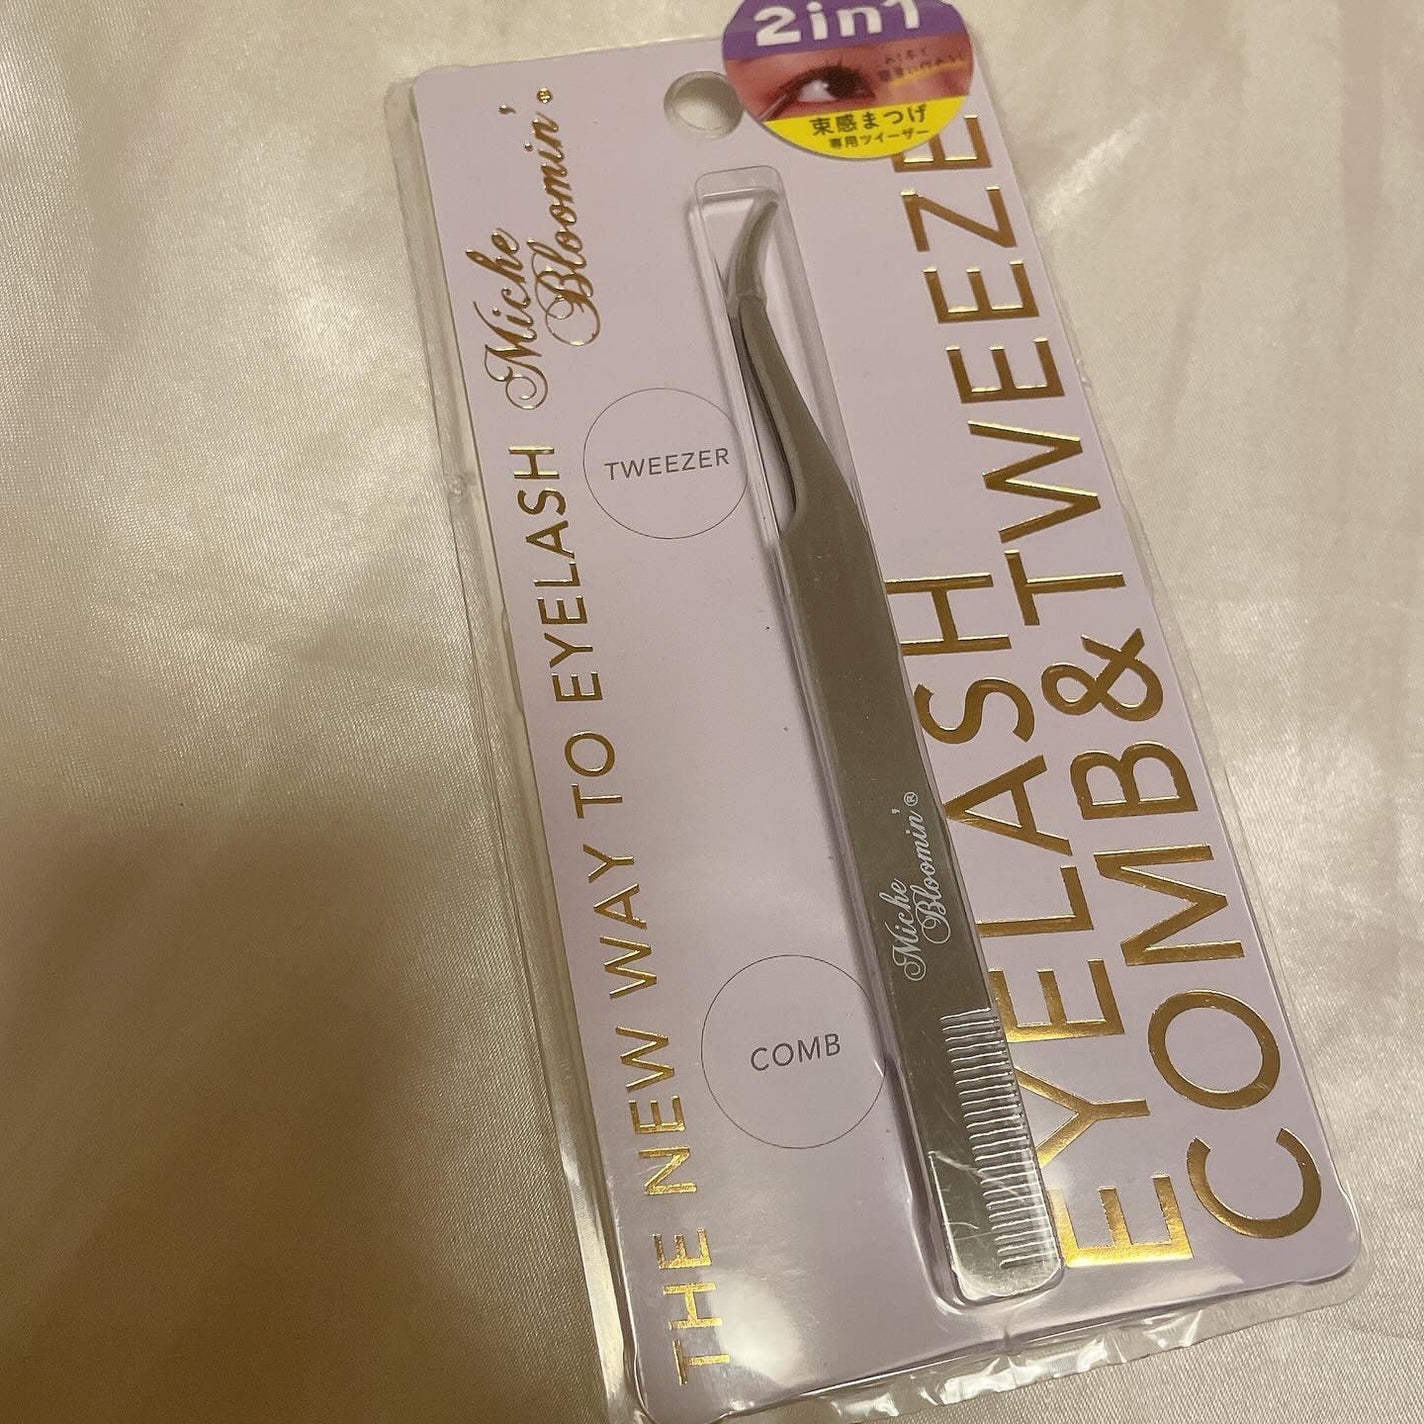 2in1
束感まつげ
専用ツイーザー
THE NEW WAY TO EYELASH
Miche
Bloomin'®
TWEEZER
COMB
Miche
Bloomin'®
EYELASH
COMB & TWEEZE